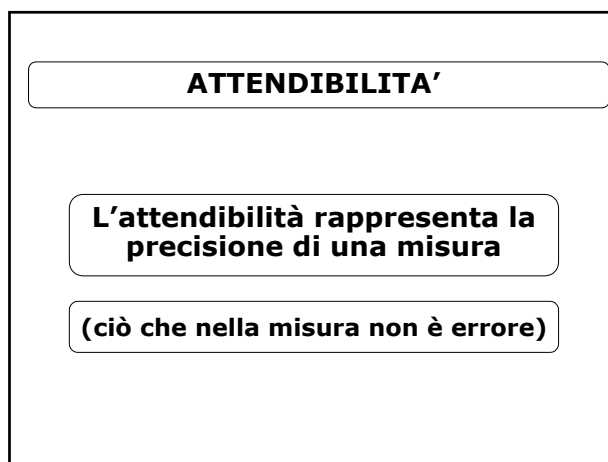 ATTENDIBILITA’
L’attendibilità rappresenta la
precisione di una misura
(ciò che nella misura non è errore)